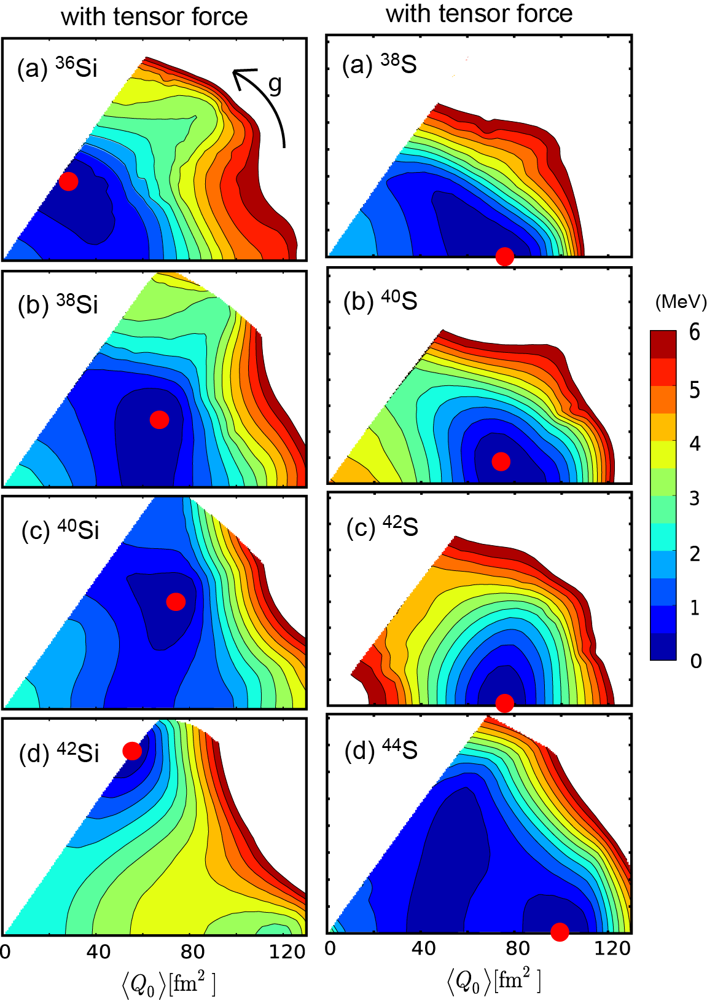 with tensor force
with tensor force
(a) ³⁶Si
g
(a) ³⁸S
(b) ³⁸Si
(b) ⁴⁰S
(c) ⁴⁰Si
(c) ⁴²S
(d) ⁴²Si
(d) ⁴⁴S
(MeV)
6
5
4
3
2
1
0
0 40 80 120
0 40 80 120
⟨Q₀⟩[fm² ]
⟨Q₀⟩[fm² ]